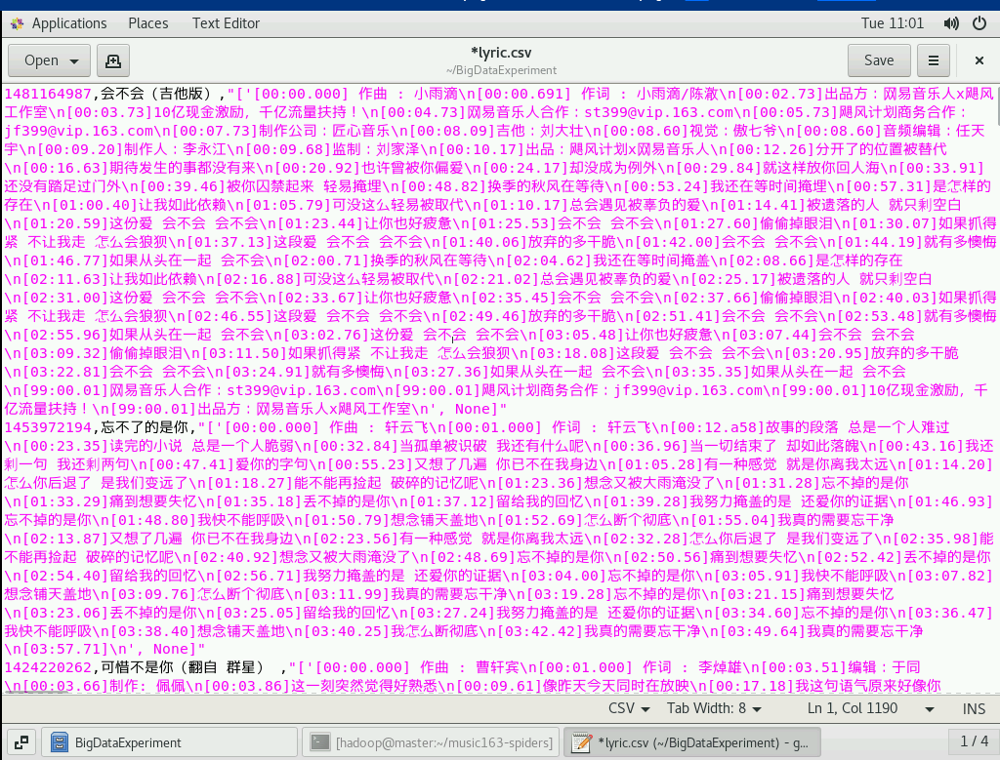 Applications Places Text Editor Tue 11:01
Open *lyric.csv Save
~/BigDataExperiment
1481164987,会不会（吉他版）,"['[00:00.000] 作曲 : 小雨滴\n[00:00.691] 作词 : 小雨滴/陈澈\n[00:02.73]出品方：网易音乐人x飓风
工作室\n[00:03.73]10亿现金激励，千亿流量扶持！\n[00:04.73]网易音乐人合作：st399@vip.163.com\n[00:05.73]飓风计划商务合作：
jf399@vip.163.com\n[00:07.73]制作公司：匠心音乐\n[00:08.09]吉他：刘大壮\n[00:08.60]视觉：傲七爷\n[00:08.60]音频编辑：任天
宇\n[00:09.20]制作人：李永江\n[00:09.68]监制：刘家泽\n[00:10.17]出品：飓风计划x网易音乐人\n[00:12.26]分开了的位置被替代
\n[00:16.63]期待发生的事都没有来\n[00:20.92]也许曾被你偏爱\n[00:24.17]却没成为例外\n[00:29.84]就这样放你回人海\n[00:33.91]
还没有踏足过门外\n[00:39.46]被你囚禁起来 轻易掩埋\n[00:48.82]换季的秋风在等待\n[00:53.24]我还在等时间掩埋\n[00:57.31]是怎样的
存在\n[01:00.40]让我如此依赖\n[01:05.79]可没这么轻易被取代\n[01:10.17]总会遇见被辜负的爱\n[01:14.41]被遗落的人 就只剩空白
\n[01:20.59]这份爱 会不会 会不会\n[01:23.44]让你也好疲惫\n[01:25.53]会不会 会不会\n[01:27.60]偷偷掉眼泪\n[01:30.07]如果抓得
紧 不让我走 怎么会狼狈\n[01:37.13]这段爱 会不会 会不会\n[01:40.06]放弃的多干脆\n[01:42.00]会不会 会不会\n[01:44.19]就有多懊悔
\n[01:46.77]如果从头在一起 会不会\n[02:00.71]换季的秋风在等待\n[02:04.62]我还在等时间掩盖\n[02:08.66]是怎样的存在
\n[02:11.63]让我如此依赖\n[02:16.88]可没这么轻易被取代\n[02:21.02]总会遇见被辜负的爱\n[02:25.17]被遗落的人 就只剩空白
\n[02:31.00]这份爱 会不会 会不会\n[02:33.67]让你也好疲惫\n[02:35.45]会不会 会不会\n[02:37.66]偷偷掉眼泪\n[02:40.03]如果抓得
紧 不让我走 怎么会狼狈\n[02:46.55]这段爱 会不会 会不会\n[02:49.46]放弃的多干脆\n[02:51.41]会不会 会不会\n[02:53.48]就有多懊悔
\n[02:55.96]如果从头在一起 会不会\n[03:02.76]这份爱 会不会 会不会\n[03:05.48]让你也好疲惫\n[03:07.44]会不会 会不会
\n[03:09.32]偷偷掉眼泪\n[03:11.50]如果抓得紧 不让我走 怎么会狼狈\n[03:18.08]这段爱 会不会 会不会\n[03:20.95]放弃的多干脆
\n[03:22.81]会不会 会不会\n[03:24.91]就有多懊悔\n[03:27.36]如果从头在一起 会不会\n[03:35.35]如果从头在一起 会不会
\n[99:00.01]网易音乐人合作：st399@vip.163.com\n[99:00.01]飓风计划商务合作：jf399@vip.163.com\n[99:00.01]10亿现金激励，千
亿流量扶持！\n[99:00.01]出品方：网易音乐人x飓风工作室\n', None]"
1453972194,忘不了的是你,"['[00:00.000] 作曲 : 轩云飞\n[00:01.000] 作词 : 轩云飞\n[00:12.a58]故事的段落 总是一个人难过
\n[00:23.35]读完的小说 总是一个人脆弱\n[00:32.84]当孤单被识破 我还有什么呢\n[00:36.96]当一切结束了 却如此落魄\n[00:43.16]我还
剩一句 我还剩两句\n[00:47.41]爱你的字句\n[00:55.23]又想了几遍 你已不在我身边\n[01:05.28]有一种感觉 就是你离我太远\n[01:14.20]
怎么你后退了 是我们变远了\n[01:18.27]能不能再捡起 破碎的记忆呢\n[01:23.36]想念又被大雨淹没了\n[01:31.28]忘不掉的是你
\n[01:33.29]痛到想要失忆\n[01:35.18]丢不掉的是你\n[01:37.12]留给我的回忆\n[01:39.28]我努力掩盖的是 还爱你的证据\n[01:46.93]
忘不掉的是你\n[01:48.80]我快不能呼吸\n[01:50.79]想念铺天盖地\n[01:52.69]怎么断个彻底\n[01:55.04]我真的需要忘干净
\n[02:13.87]又想了几遍 你已不在我身边\n[02:23.56]有一种感觉 就是你离我太远\n[02:32.28]怎么你后退了 是我们变远了\n[02:35.98]能
不能再捡起 破碎的记忆呢\n[02:40.92]想念又被大雨淹没了\n[02:48.69]忘不掉的是你\n[02:50.56]痛到想要失忆\n[02:52.42]丢不掉的是你
\n[02:54.40]留给我的回忆\n[02:56.71]我努力掩盖的是 还爱你的证据\n[03:04.00]忘不掉的是你\n[03:05.91]我快不能呼吸\n[03:07.82]
想念铺天盖地\n[03:09.76]怎么断个彻底\n[03:11.99]我真的需要忘干净\n[03:19.28]忘不掉的是你\n[03:21.15]痛到想要失忆
\n[03:23.06]丢不掉的是你\n[03:25.05]留给我的回忆\n[03:27.24]我努力掩盖的是 还爱你的证据\n[03:34.60]忘不掉的是你\n[03:36.47]
我快不能呼吸\n[03:38.40]想念铺天盖地\n[03:40.25]我怎么断彻底\n[03:42.42]我真的需要忘干净\n[03:49.64]我真的需要忘干净
\n[03:57.71]\n', None]"
1424220262,可惜不是你（翻自 群星） ,"['[00:00.000] 作曲 : 曹轩宾\n[00:01.000] 作词 : 李焯雄\n[00:03.51]编辑：于同
\n[00:03.66]制作: 佩佩\n[00:03.86]这一刻突然觉得好熟悉\n[00:09.61]像昨天今天同时在放映\n[00:17.18]我这句语气原来好像你
CSV Tab Width: 8 Ln 1, Col 1190 INS
BigDataExperiment [hadoop@master:~/music163-spiders] *lyric.csv (~/BigDataExperiment) - g... 1 / 4